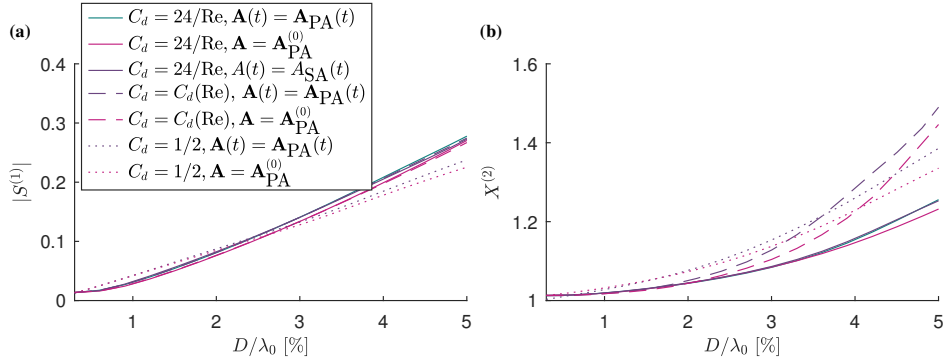 (a)
C_d = 24/Re, A(t) = A_PA(t)
C_d = 24/Re, A = A_PA^(0)
C_d = 24/Re, A(t) = A_SA(t)
C_d = C_d(Re), A(t) = A_PA(t)
C_d = C_d(Re), A = A_PA^(0)
C_d = 1/2, A(t) = A_PA(t)
C_d = 1/2, A = A_PA^(0)
0.4
0.3
0.2
0.1
0
|S^(1)|
1 2 3 4 5
D/λ_0 [%]
(b)
1.6
1.4
1.2
1
X^(2)
1 2 3 4 5
D/λ_0 [%]